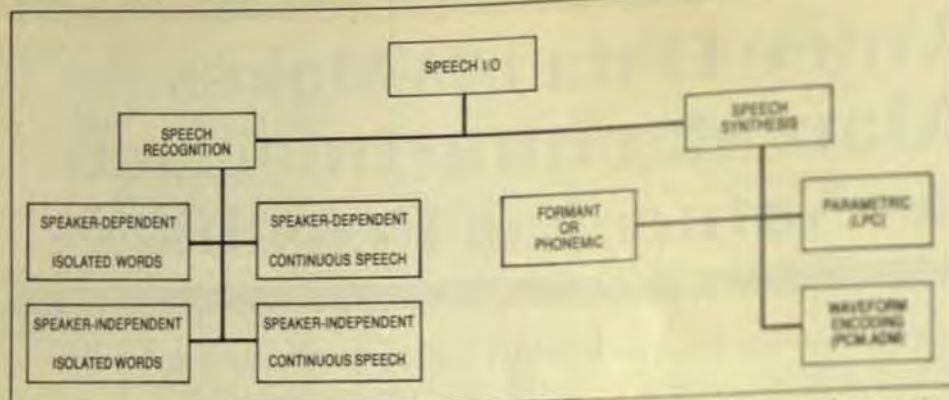 SPEECH I/O
SPEECH
RECOGNITION
SPEECH
SYNTHESIS
SPEAKER-DEPENDENT
ISOLATED WORDS
SPEAKER-DEPENDENT
CONTINUOUS SPEECH
SPEAKER-INDEPENDENT
ISOLATED WORDS
SPEAKER-INDEPENDENT
CONTINUOUS SPEECH
FORMANT
OR
PHONEMIC
PARAMETRIC
(LPC)
WAVEFORM
ENCODING
(PCM, ADM)